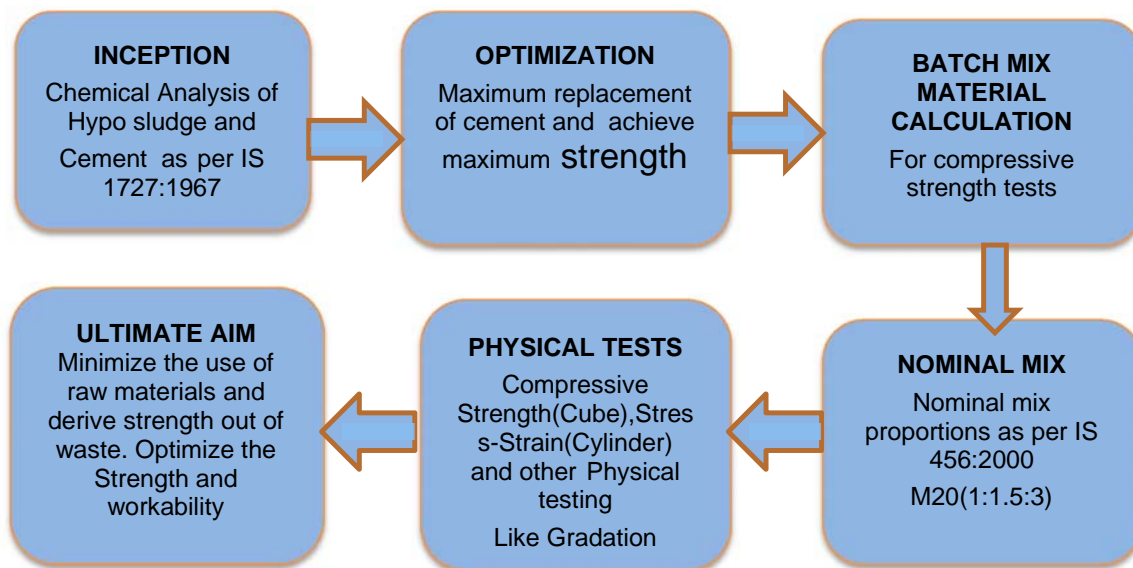 INCEPTION
Chemical Analysis of
Hypo sludge and
Cement as per IS
1727:1967
OPTIMIZATION
Maximum replacement
of cement and achieve
maximum strength
BATCH MIX
MATERIAL
CALCULATION
For compressive
strength tests
NOMINAL MIX
Nominal mix
proportions as per IS
456:2000
M20(1:1.5:3)
PHYSICAL TESTS
Compressive
Strength(Cube),Stres
s-Strain(Cylinder)
and other Physical
testing
Like Gradation
ULTIMATE AIM
Minimize the use of
raw materials and
derive strength out of
waste. Optimize the
Strength and
workability